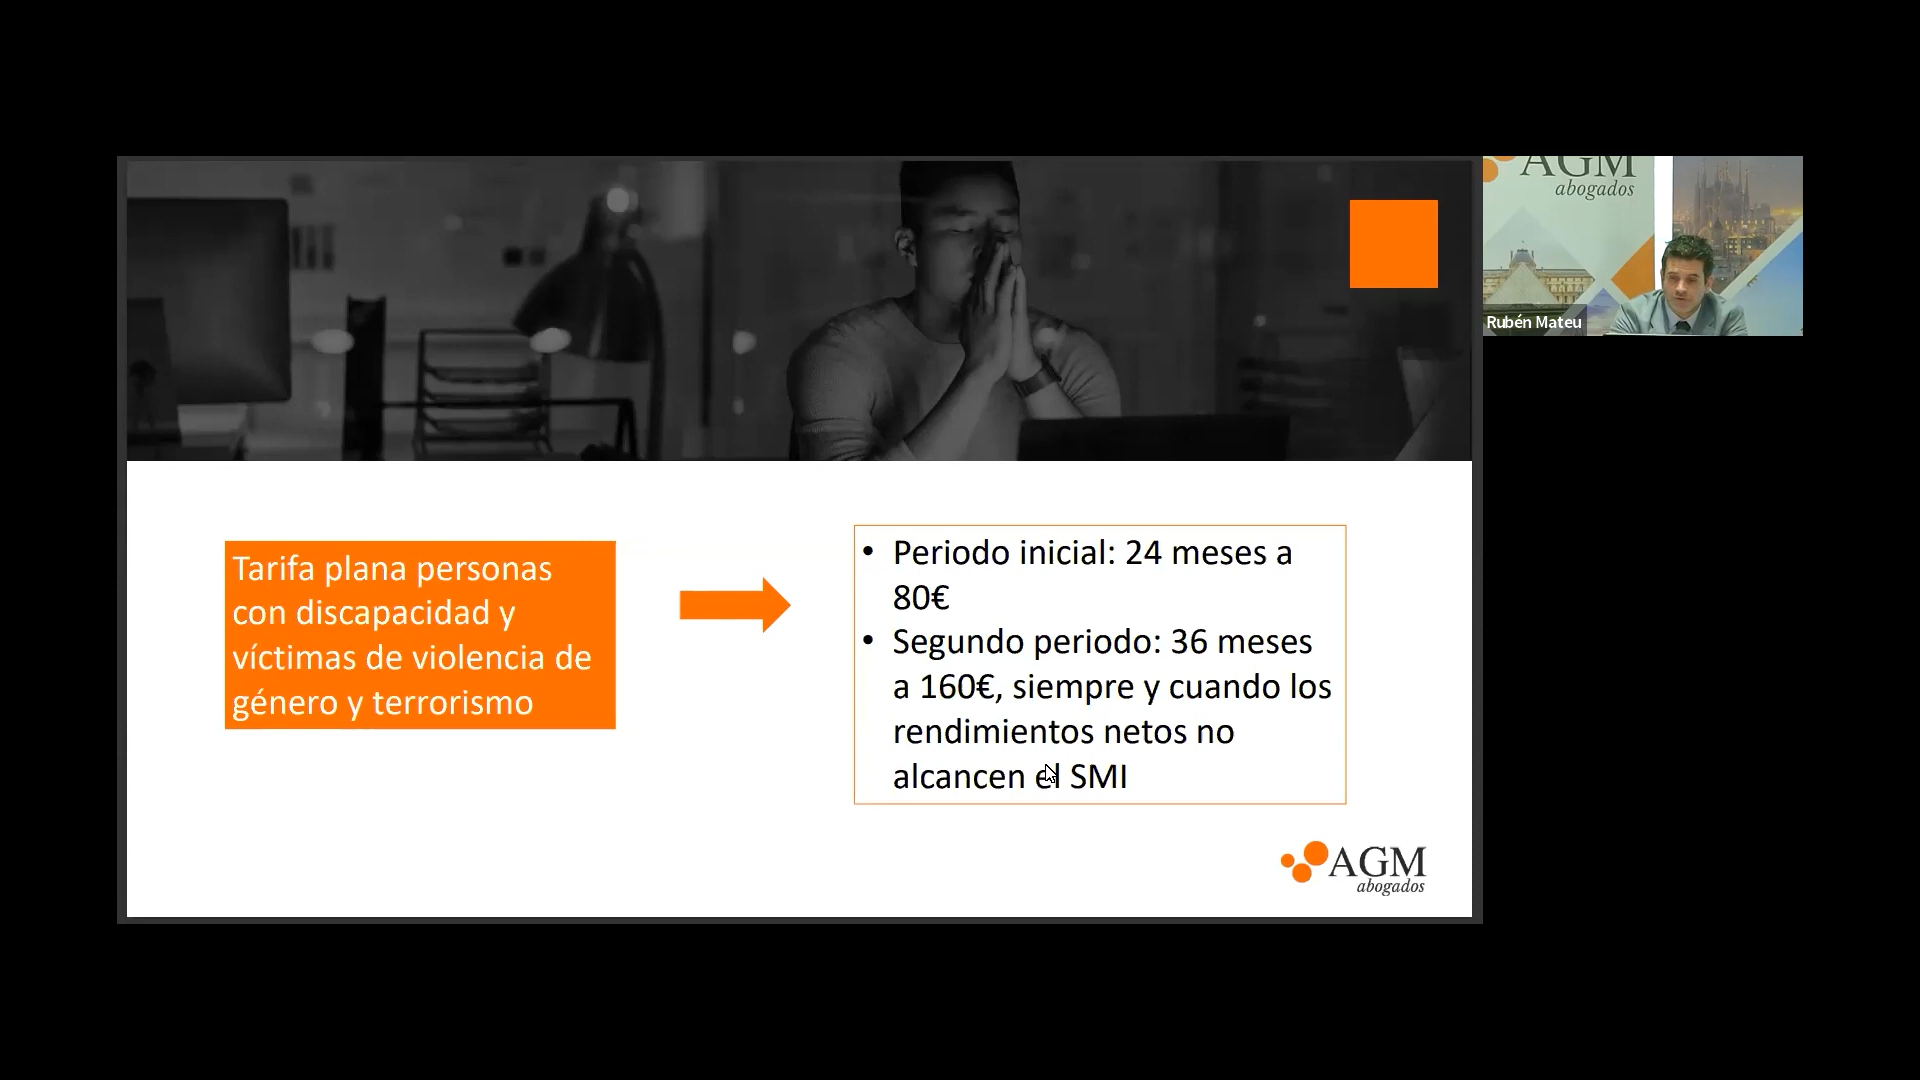 AGM
abogados
Rubén Mateu
Tarifa plana personas
con discapacidad y
víctimas de violencia de
género y terrorismo
• Periodo inicial: 24 meses a
80€
• Segundo periodo: 36 meses
a 160€, siempre y cuando los
rendimientos netos no
alcancen el SMI
AGM
abogados